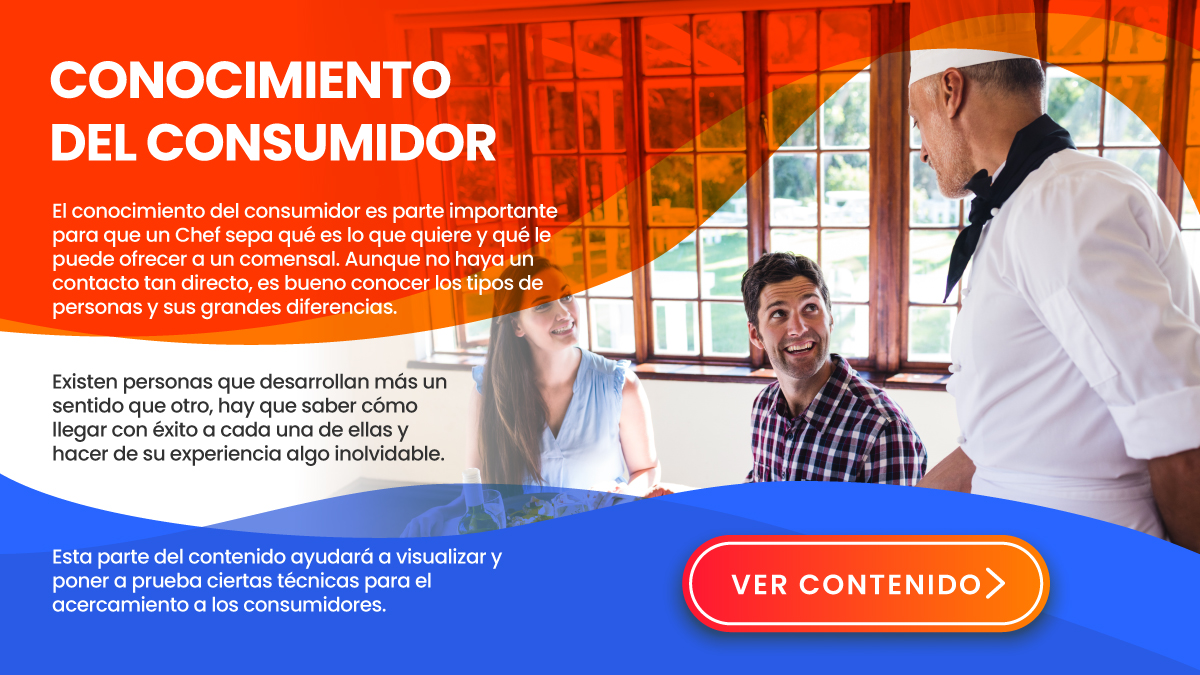 CONOCIMIENTO
DEL CONSUMIDOR
El conocimiento del consumidor es parte importante
para que un Chef sepa qué es lo que quiere y qué le
puede ofrecer a un comensal. Aunque no haya un
contacto tan directo, es bueno conocer los tipos de
personas y sus grandes diferencias.
Existen personas que desarrollan más un
sentido que otro, hay que saber cómo
llegar con éxito a cada una de ellas y
hacer de su experiencia algo inolvidable.
Esta parte del contenido ayudará a visualizar y
poner a prueba ciertas técnicas para el
acercamiento a los consumidores.
VER CONTENIDO